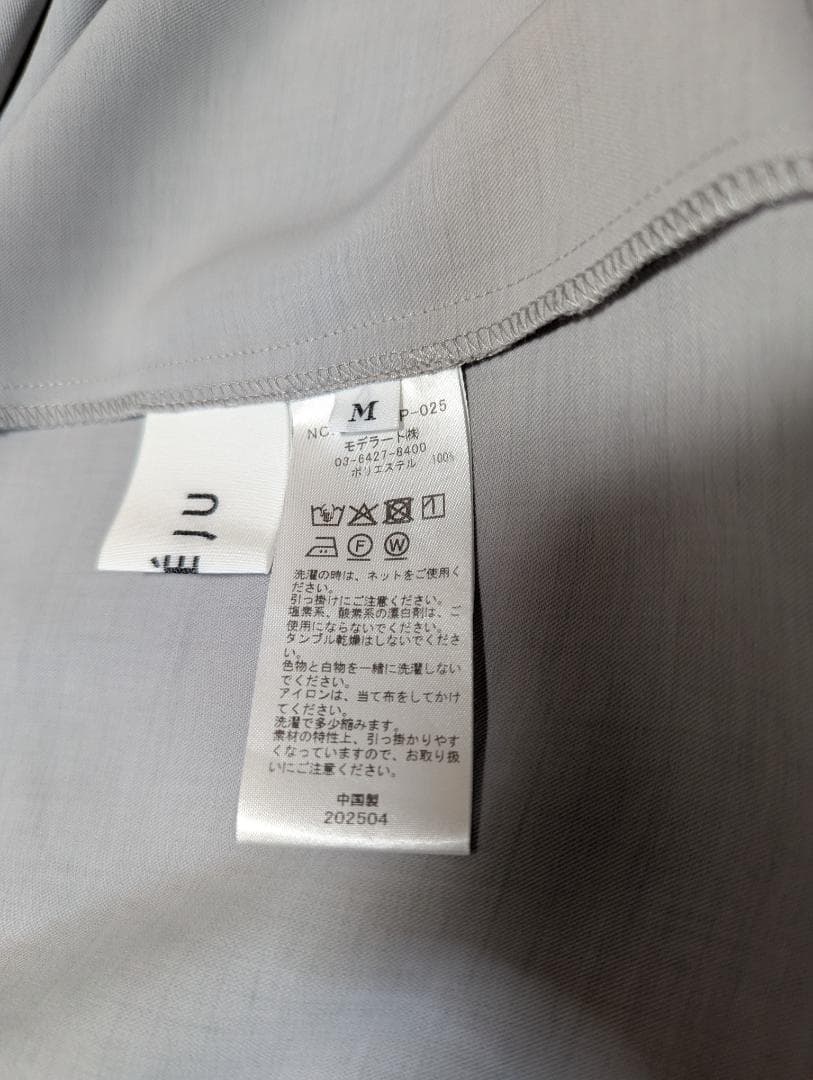 M
NC. P-025
モデラート㈱
03-6427-8400
ポリエステル 100%
F W
洗濯の時は、ネットをご使用く
ださい。
引っ掛けにご注意ください。
塩素系、酸素系の漂白剤は、ご
使用にならないでください。
タンブル乾燥はしないでくださ
い。
色物と白物を一緒に洗濯しない
でください。
アイロンは、当て布をしてかけ
てください。
洗濯で多少縮みます。
素材の特性上、引っ掛かりやす
くなっていますので、お取り扱
いにご注意ください。
中国製
202504